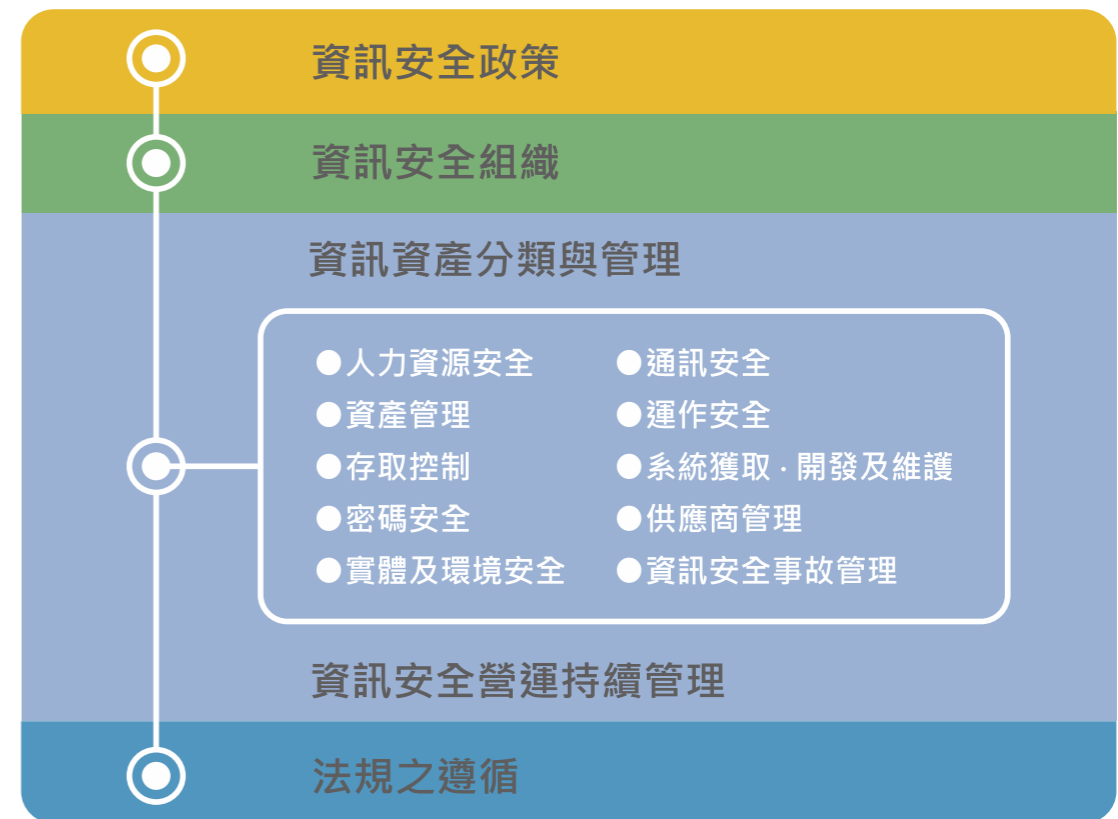 資訊安全政策
資訊安全組織
資訊資產分類與管理
●人力資源安全
●資產管理
●存取控制
●密碼安全
●實體及環境安全
●通訊安全
●運作安全
●系統獲取 · 開發及維護
●供應商管理
●資訊安全事故管理
資訊安全營運持續管理
法規之遵循